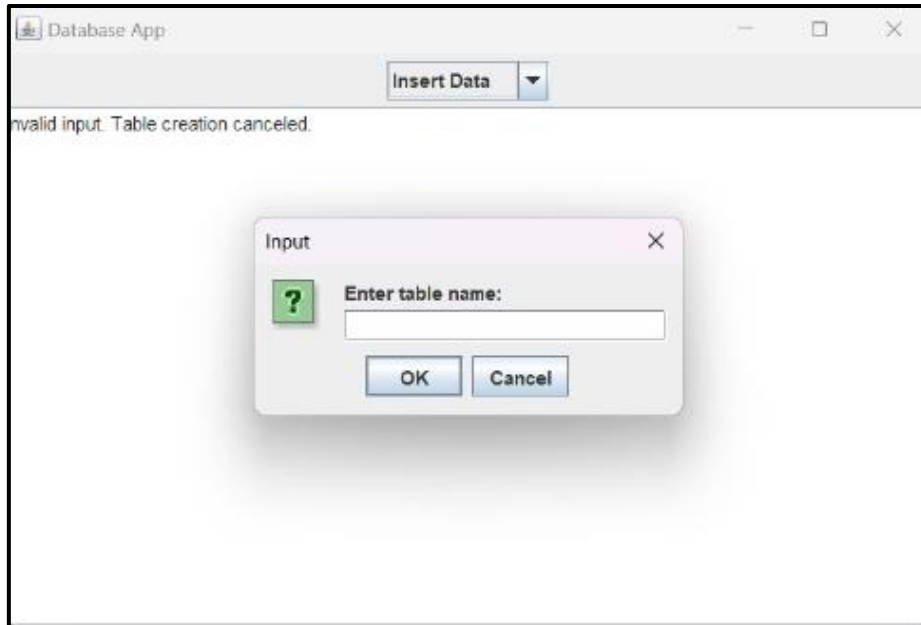 Database App
Insert Data
nvalid input. Table creation canceled.
Input
?
Enter table name:
OK
Cancel